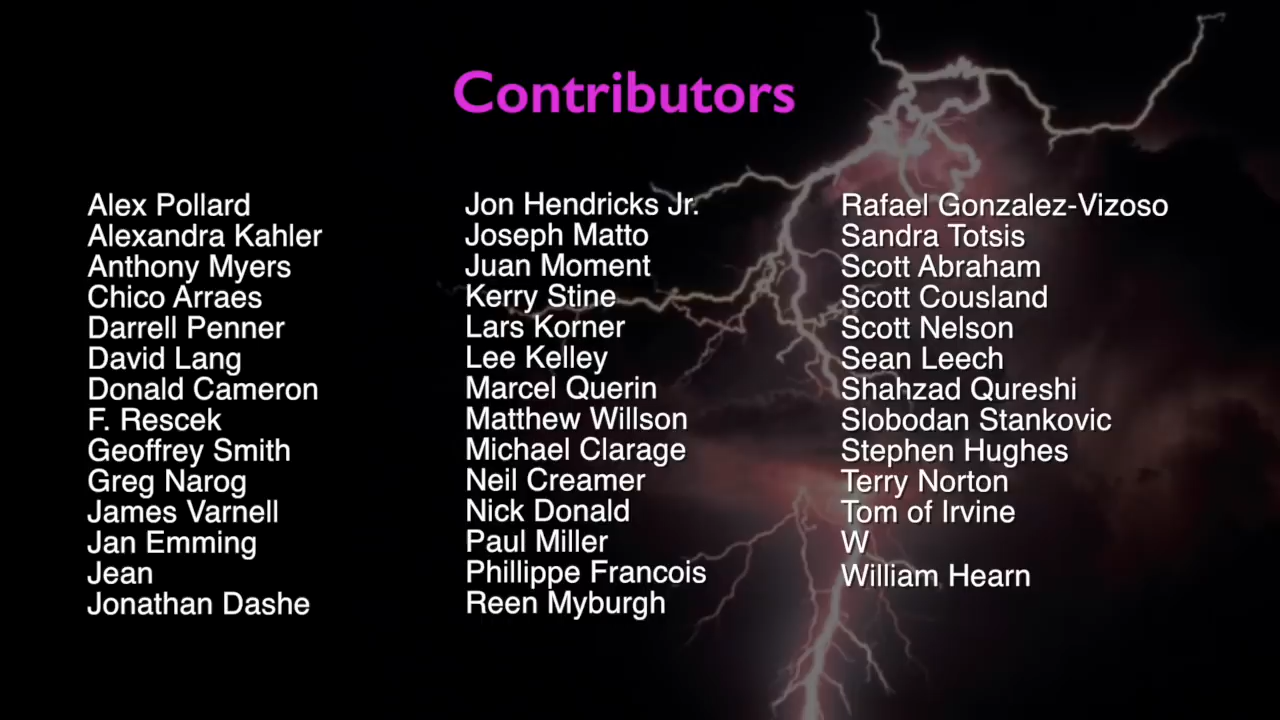 Contributors
Alex Pollard
Alexandra Kahler
Anthony Myers
Chico Arraes
Darrell Penner
David Lang
Donald Cameron
F. Rescek
Geoffrey Smith
Greg Narog
James Varnell
Jan Emming
Jean
Jonathan Dashe
Jon Hendricks Jr.
Joseph Matto
Juan Moment
Kerry Stine
Lars Korner
Lee Kelley
Marcel Querin
Matthew Willson
Michael Clarage
Neil Creamer
Nick Donald
Paul Miller
Phillippe Francois
Reen Myburgh
Rafael Gonzalez-Vizoso
Sandra Totsis
Scott Abraham
Scott Cousland
Scott Nelson
Sean Leech
Shahzad Qureshi
Slobodan Stankovic
Stephen Hughes
Terry Norton
Tom of Irvine
W
William Hearn